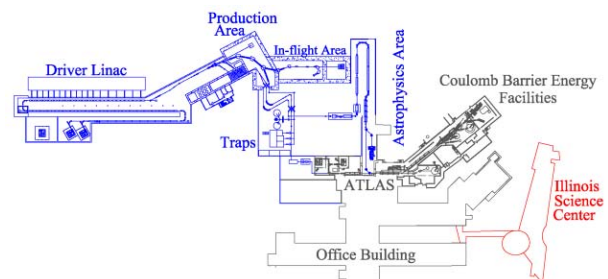 Production
Area
In-flight Area
Driver Linac
Astrophysics Area
Coulomb Barrier Energy
Facilities
Traps
ATLAS
Illinois
Science
Center
Office Building